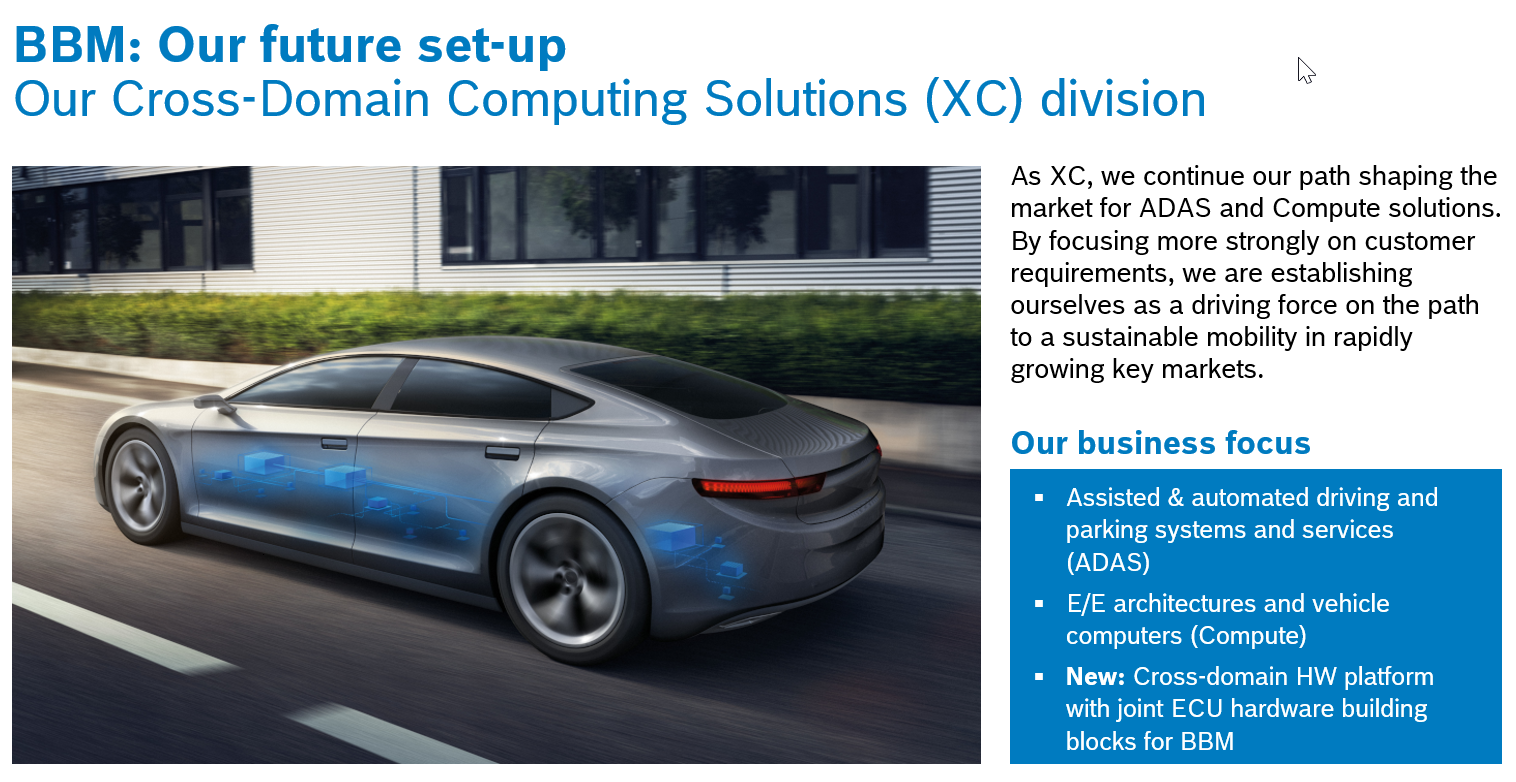 BBM: Our future set-up
Our Cross-Domain Computing Solutions (XC) division
As XC, we continue our path shaping the
market for ADAS and Compute solutions.
By focusing more strongly on customer
requirements, we are establishing
ourselves as a driving force on the path
to a sustainable mobility in rapidly
growing key markets.
Our business focus
▪ Assisted & automated driving and
parking systems and services
(ADAS)
▪ E/E architectures and vehicle
computers (Compute)
▪ New: Cross-domain HW platform
with joint ECU hardware building
blocks for BBM